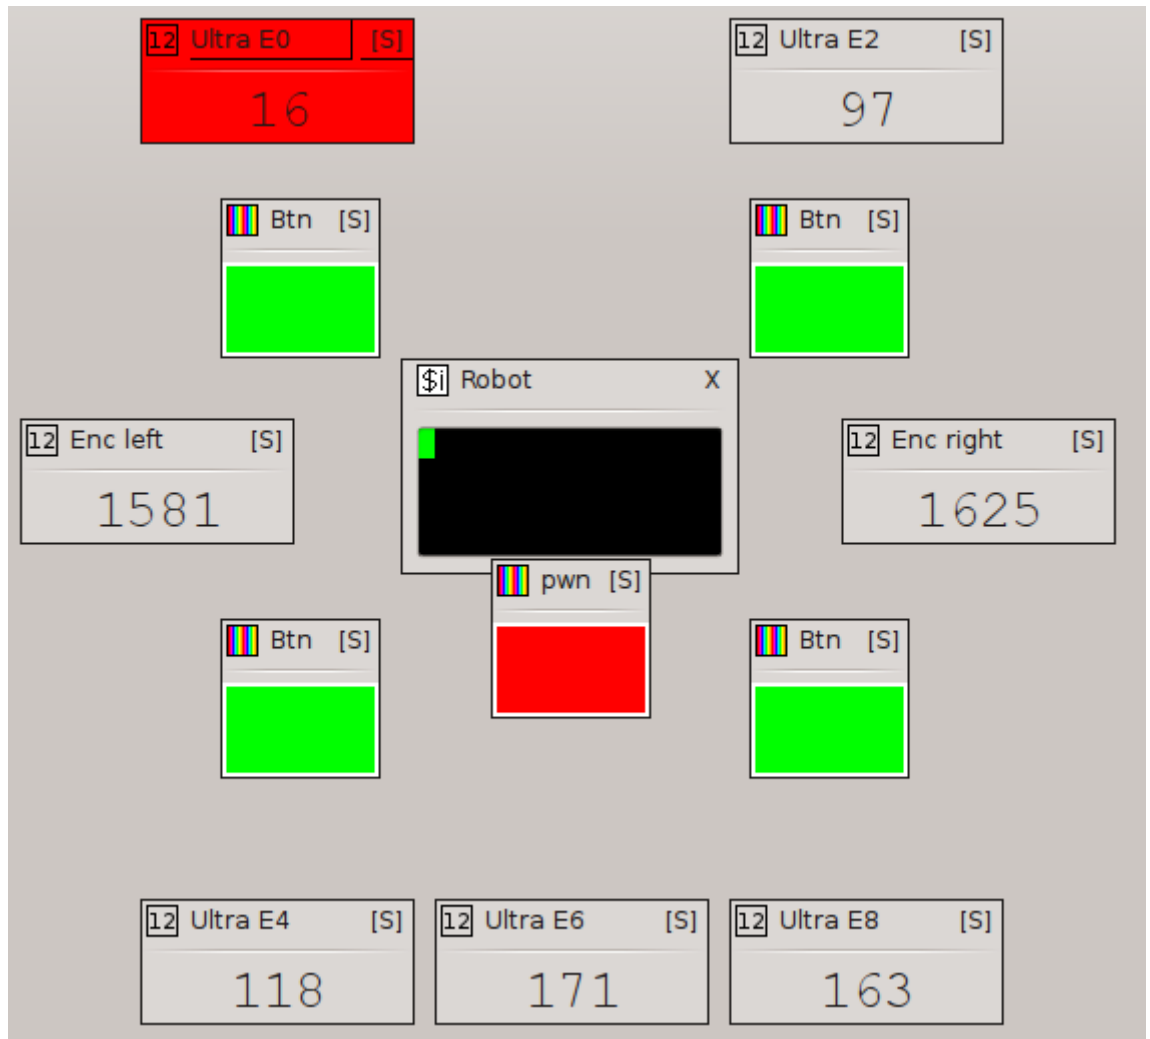 12 Ultra E0 [S]
16
12 Ultra E2 [S]
97
Btn [S]
Btn [S]
$i Robot X
12 Enc left [S]
1581
12 Enc right [S]
1625
pwn [S]
Btn [S]
Btn [S]
12 Ultra E4 [S]
118
12 Ultra E6 [S]
171
12 Ultra E8 [S]
163